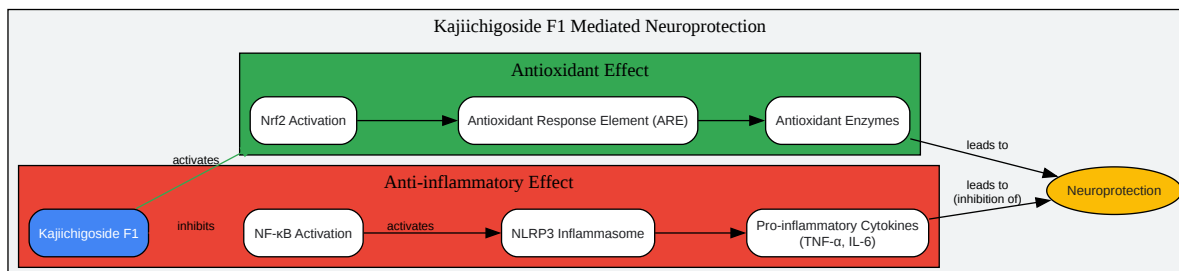 Kajiichigoside F1 Mediated Neuroprotection
Antioxidant Effect
Nrf2 Activation
Antioxidant Response Element (ARE)
Antioxidant Enzymes
activates
leads to
Anti-inflammatory Effect
Kajiichigoside F1
inhibits
NF-κB Activation
activates
NLRP3 Inflammasome
Pro-inflammatory Cokines
(TNF-α, IL-6)
leads to
(inhibition of)
Neuroprotection